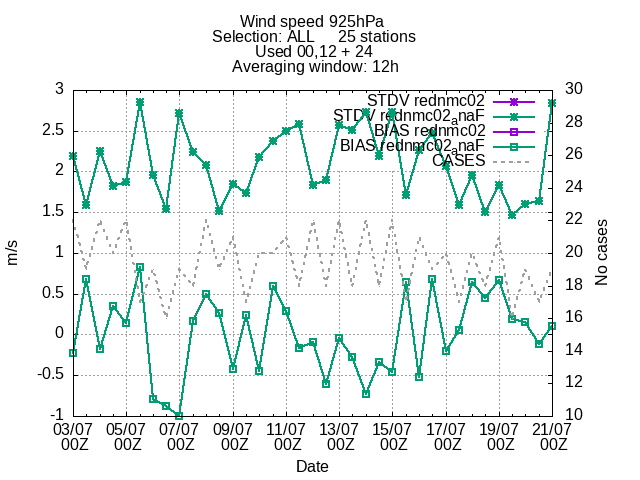 Wind speed 925hPa
Selection: ALL 25 stations
Used 00,12 + 24
Averaging window: 12h
3 30
STDV rednmc02
2.5 28
STDV rednmc02_anaF
BIAS rednmc02
2 26
BIAS rednmc02_anaF
CASES
1.5 24
1 22
0.5 20
0 18
-0.5 16
-1 14
12
10
m/s
No cases
03/07 05/07 07/07 09/07 11/07 13/07 15/07 17/07 19/07 21/07
00Z 00Z 00Z 00Z 00Z 00Z 00Z 00Z 00Z 00Z
Date